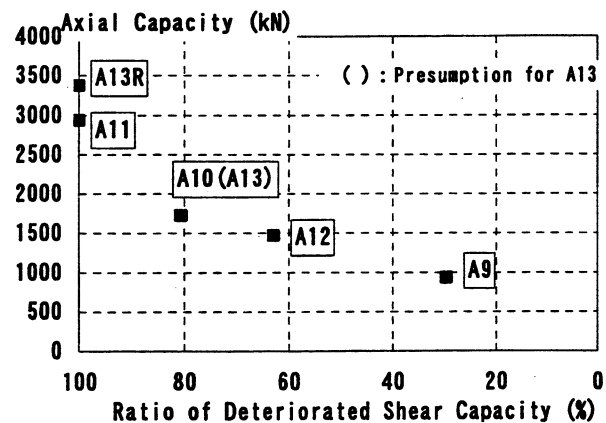 Axial Capacity (kN)
4000
( ) : Presumption for A13
3500
A13R
3000
A11
2500
A10(A13)
2000
1500
A12
1000
A9
500
0
100 80 60 40 20 0
Ratio of Deteriorated Shear Capacity (%)